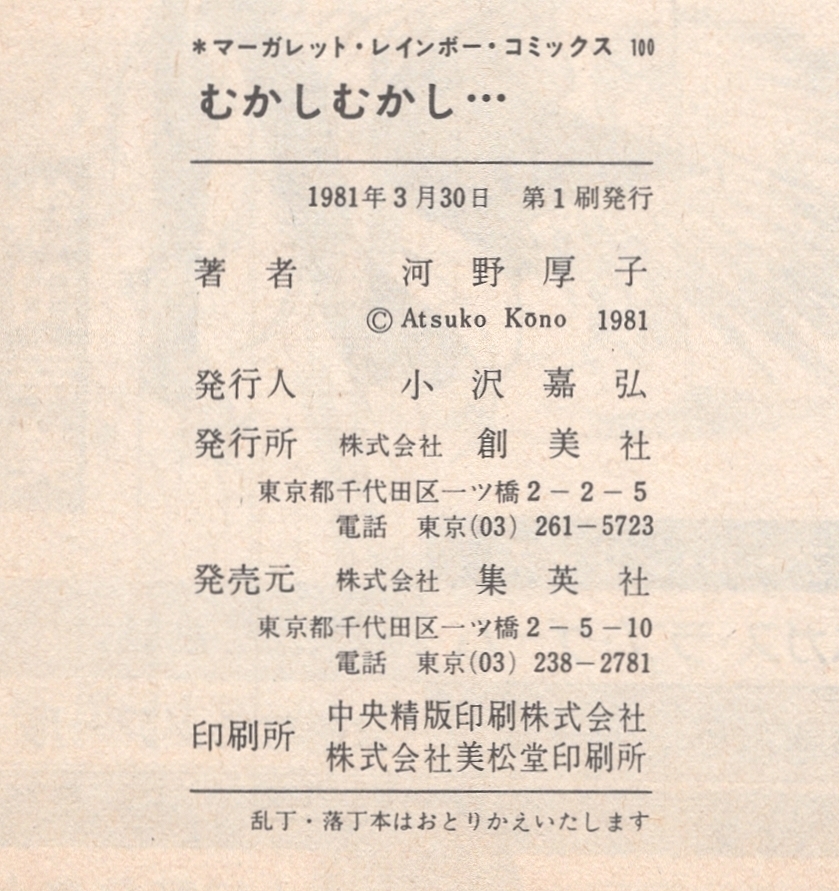 *マーガレット・レインボー・コミックス 100
むかしむかし…
1981年3月30日　第1刷発行
著者　河野厚子
© Atsuko Kōno 1981
発行人　小沢嘉弘
発行所　株式会社 創美社
東京都千代田区一ツ橋2－2－5
電話　東京(03) 261－5723
発売元　株式会社 集英社
東京都千代田区一ツ橋2－5－10
電話　東京(03) 238－2781
印刷所　中央精版印刷株式会社
株式会社美松堂印刷所
乱丁・落丁本はおとりかえいたします